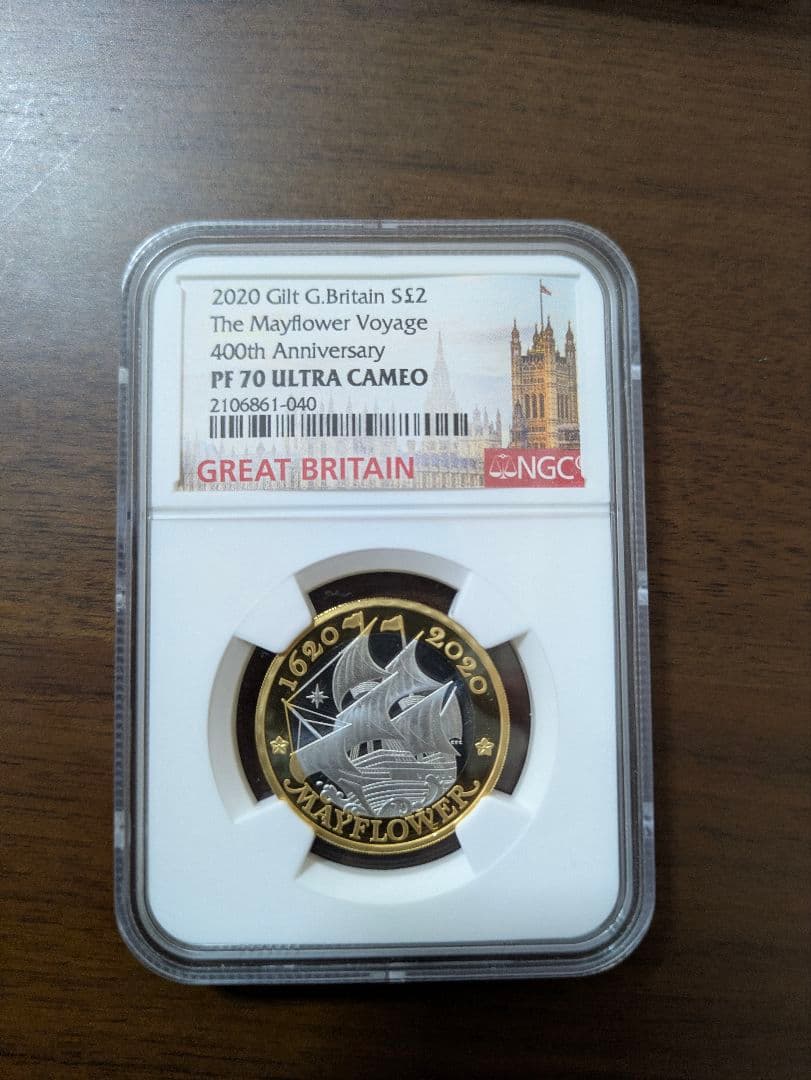 2020 Gilt G.Britain S£2
The Mayflower Voyage
400th Anniversary
PF 70 ULTRA CAMEO
2106861-040
GREAT BRITAIN
NGC
1620 2020
MAYFLOWER